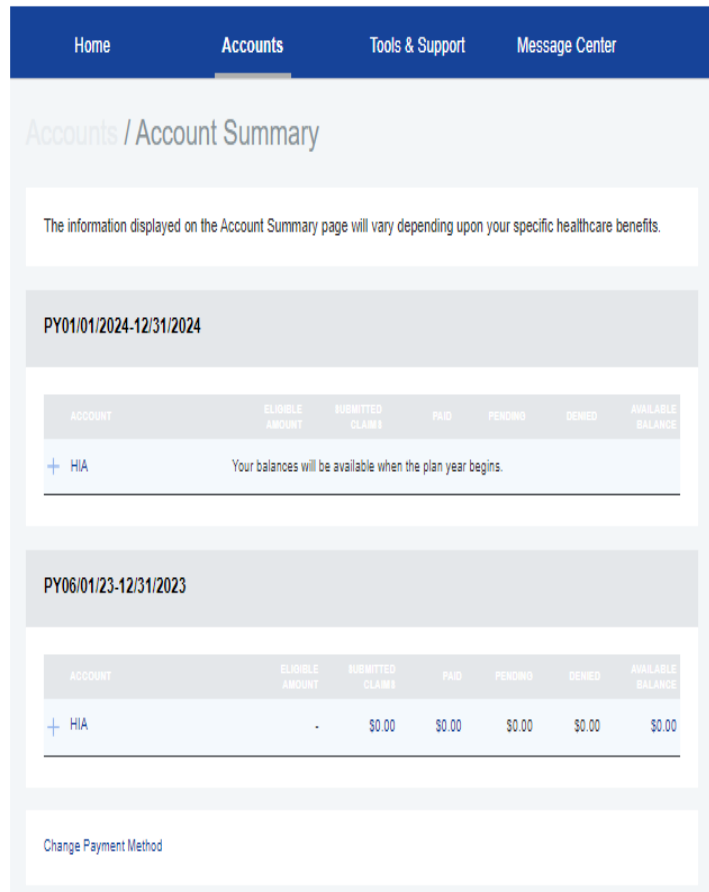 Home Accounts Tools & Support Message Center
Accounts / Account Summary
The information displayed on the Account Summary page will vary depending upon your specific healthcare benefits.
PY01/01/2024-12/31/2024
ACCOUNT ELIGIBLE AMOUNT SUBMITTED CLAIMS PAID PENDING DENIED AVAILABLE BALANCE
+ HIA Your balances will be available when the plan year begins.
PY06/01/23-12/31/2023
ACCOUNT ELIGIBLE AMOUNT SUBMITTED CLAIMS PAID PENDING DENIED AVAILABLE BALANCE
+ HIA - $0.00 $0.00 $0.00 $0.00 $0.00
Change Payment Method